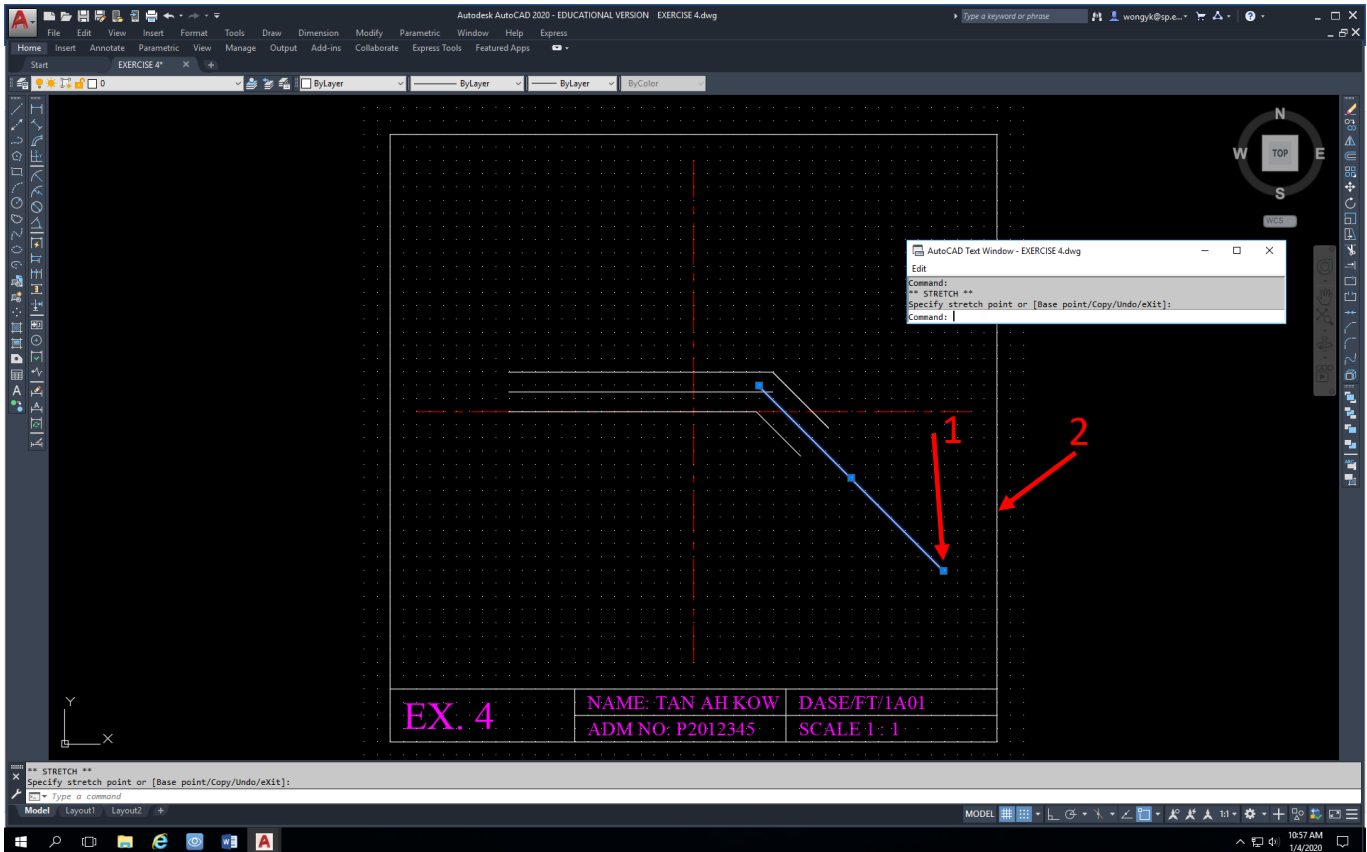 Autodesk AutoCAD 2020 - EDUCATIONAL VERSION EXERCISE 4.dwg
Type a keyword or phrase
wongyk@sp.e...
File Edit View Insert Format Tools Draw Dimension Modify Parametric Window Help Express
Home Insert Annotate Parametric View Manage Output Add-ins Collaborate Express Tools Featured Apps
Start EXERCISE 4*
0 ByLayer ByLayer ByLayer ByColor
N
W TOP E
S
WCS
AutoCAD Text Window - EXERCISE 4.dwg
Edit
Command:
** STRETCH **
Specify stretch point or [Base point/Copy/Undo/eXit]:
Command:
1
2
EX. 4
NAME: TAN AH KOW
DASE/FT/1A01
ADM NO: P2012345
SCALE 1 : 1
Y
X
** STRETCH **
Specify stretch point or [Base point/Copy/Undo/eXit]:
Type a command
Model Layout1 Layout2 +
MODEL 1:1
10:57 AM
1/4/2020